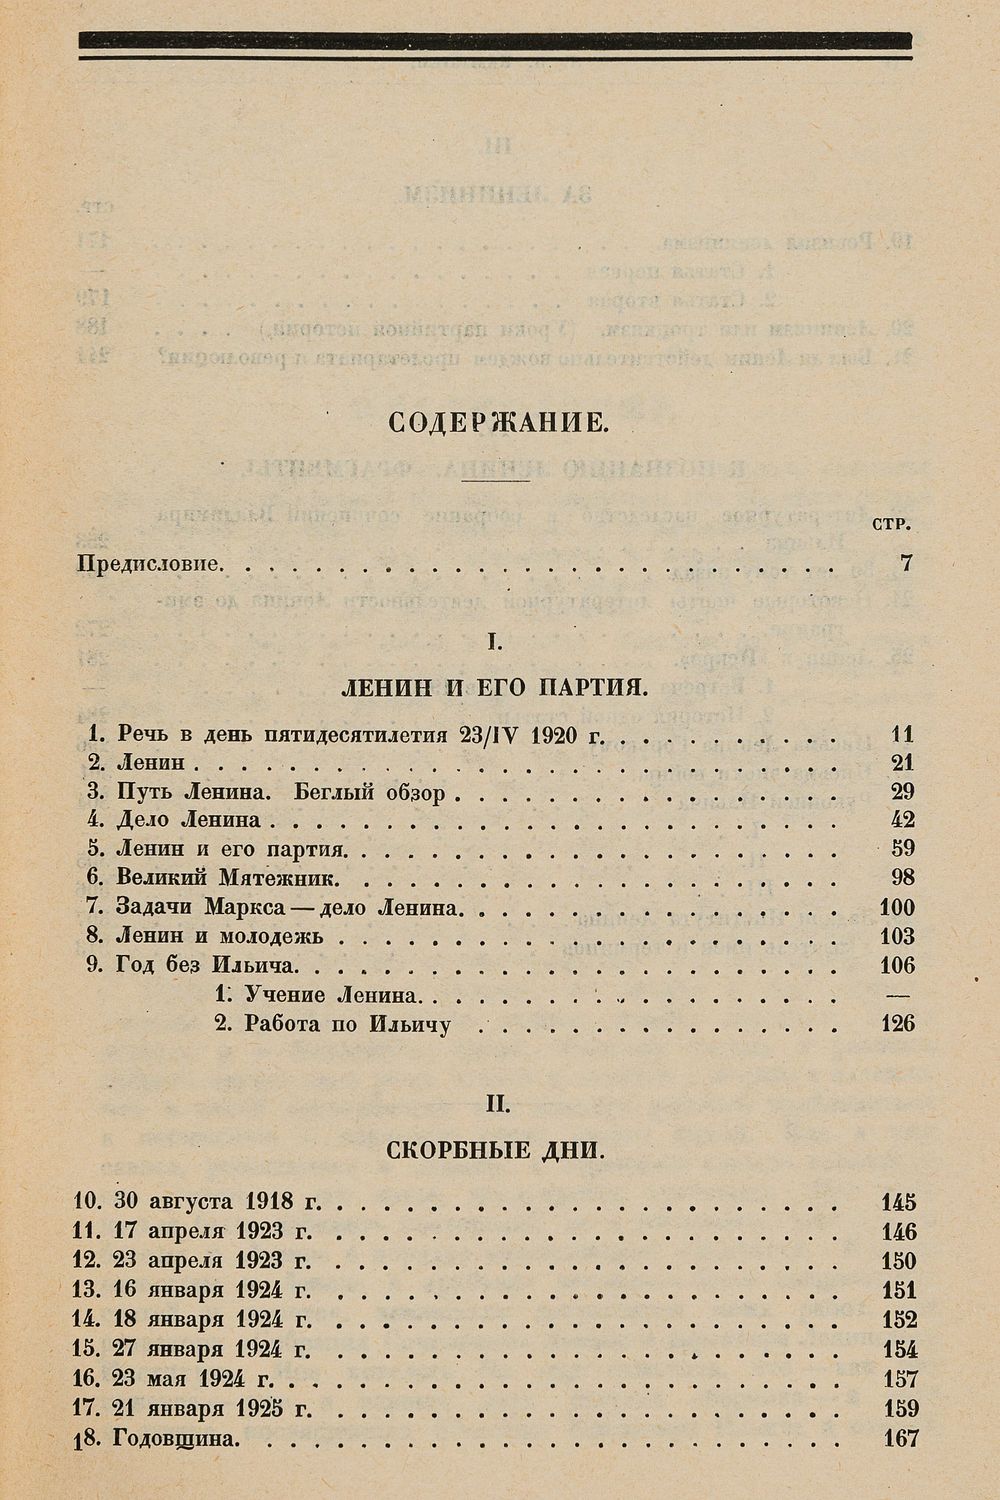 СОДЕРЖАНИЕ.
СТР.
Предисловие. . . . . . . . . . . . . . . . . . . . . . . . . . . 7
I.
ЛЕНИН И ЕГО ПАРТИЯ.
1. Речь в день пятидесятилетия 23/IV 1920 г. . . . . . . . . . . 11
2. Ленин . . . . . . . . . . . . . . . . . . . . . . . . . . . . 21
3. Путь Ленина. Беглый обзор . . . . . . . . . . . . . . . . . 29
4. Дело Ленина . . . . . . . . . . . . . . . . . . . . . . . . . 42
5. Ленин и его партия. . . . . . . . . . . . . . . . . . . . . . 59
6. Великий Мятежник. . . . . . . . . . . . . . . . . . . . . . 98
7. Задачи Маркса — дело Ленина. . . . . . . . . . . . . . . . . 100
8. Ленин и молодежь . . . . . . . . . . . . . . . . . . . . . . 103
9. Год без Ильича. . . . . . . . . . . . . . . . . . . . . . . . 106
1. Учение Ленина. . . . . . . . . . . . . . . . . . . —
2. Работа по Ильичу . . . . . . . . . . . . . . . . 126
II.
СКОРБНЫЕ ДНИ.
10. 30 августа 1918 г. . . . . . . . . . . . . . . . . . . . . . . 145
11. 17 апреля 1923 г. . . . . . . . . . . . . . . . . . . . . . . 146
12. 23 апреля 1923 г. . . . . . . . . . . . . . . . . . . . . . . 150
13. 16 января 1924 г. . . . . . . . . . . . . . . . . . . . . . . 151
14. 18 января 1924 г. . . . . . . . . . . . . . . . . . . . . . . 152
15. 27 января 1924 г. . . . . . . . . . . . . . . . . . . . . . . 154
16. 23 мая 1924 г. . . . . . . . . . . . . . . . . . . . . . . . . 157
17. 21 января 1925 г. . . . . . . . . . . . . . . . . . . . . . . 159
18. Годовщина. . . . . . . . . . . . . . . . . . . . . . . . . . 167